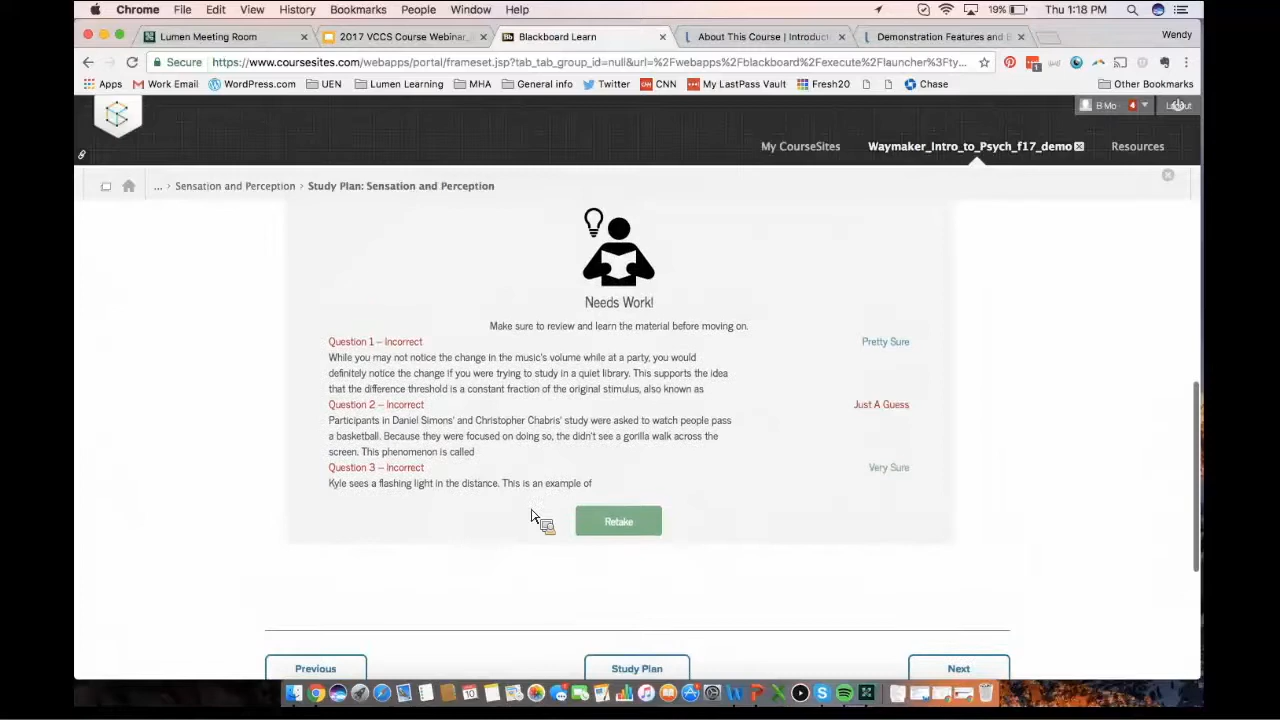 Chrome File Edit View History Bookmarks People Window Help 19% Thu 1:18 PM
Lumen Meeting Room 2017 VCCS Course Webinar Bb Blackboard Learn About This Course | Introduct Demonstration Features and E Wendy
Secure https://www.coursesites.com/webapps/portal/frameset.jsp?tab_tab_group_id=null&url=%2Fwebapps%2Fblackboard%2Fexecute%2Flauncher%3Fty...
Apps Work Email WordPress.com UEN Lumen Learning MHA General info Twitter CNN My LastPass Vault Fresh20 Chase Other Bookmarks
B Mo 4 Logout
My CourseSites Waymaker_Intro_to_Psych_f17_demo Resources
... > Sensation and Perception > Study Plan: Sensation and Perception
Needs Work!
Make sure to review and learn the material before moving on.
Question 1 – Incorrect Pretty Sure
While you may not notice the change in the music's volume while at a party, you would
definitely notice the change if you were trying to study in a quiet library. This supports the idea
that the difference threshold is a constant fraction of the original stimulus, also known as
Question 2 – Incorrect Just A Guess
Participants in Daniel Simons' and Christopher Chabris' study were asked to watch people pass
a basketball. Because they were focused on doing so, the didn't see a gorilla walk across the
screen. This phenomenon is called
Question 3 – Incorrect Very Sure
Kyle sees a flashing light in the distance. This is an example of
Retake
Previous Study Plan Next